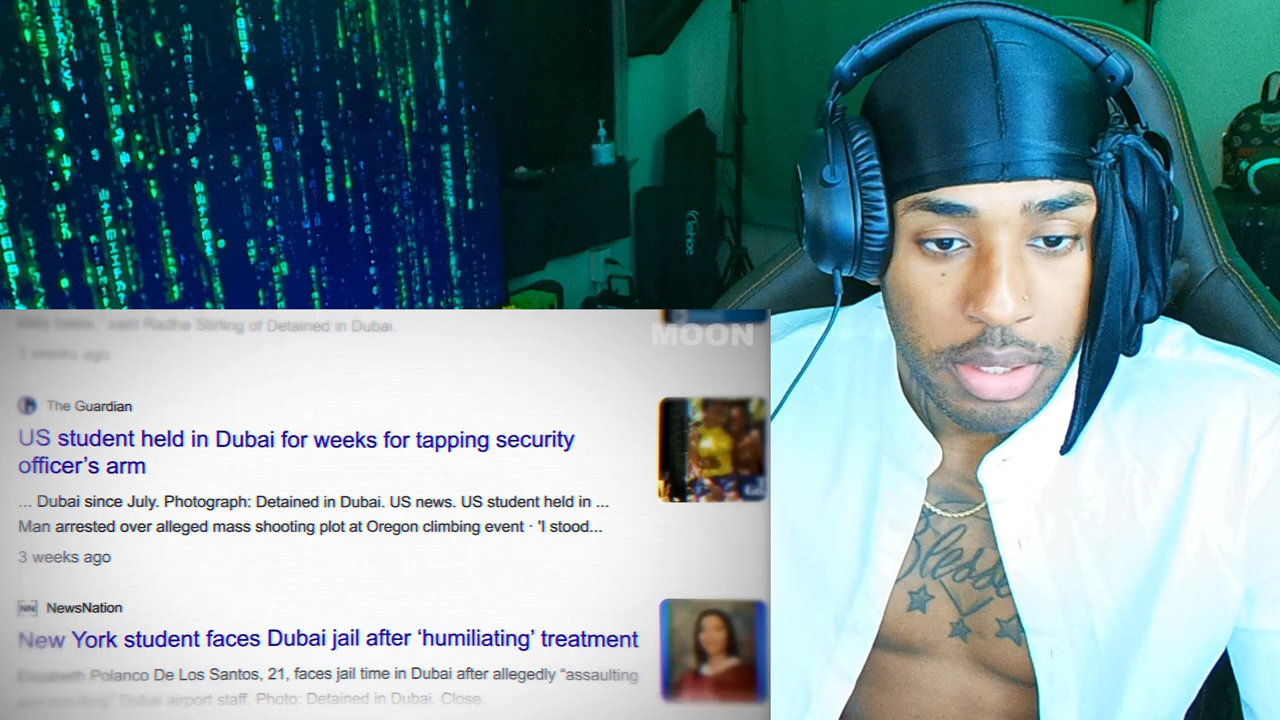 said Radha Stirling of Detained in Dubai.
3 weeks ago
MOON
The Guardian
US student held in Dubai for weeks for tapping security
officer's arm
... Dubai since July. Photograph: Detained in Dubai. US news. US student held in ...
Man arrested over alleged mass shooting plot at Oregon climbing event · 'I stood...
3 weeks ago
NN NewsNation
New York student faces Dubai jail after 'humiliating' treatment
Elizabeth Polanco De Los Santos, 21, faces jail time in Dubai after allegedly “assaulting
Dubai airport staff. Photo: Detained in Dubai. Close.
Blessed